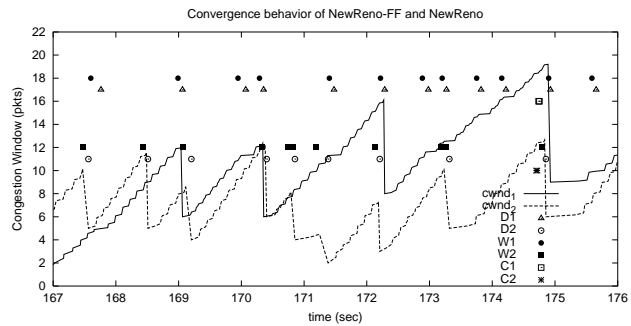 Convergence behavior of NewReno-FF and NewReno
22
20
18
16
14
12
10
8
6
4
2
0
Congestion Window (pkts)
cwnd1
cwnd2
D1
D2
W1
W2
C1
C2
167 168 169 170 171 172 173 174 175 176
time (sec)